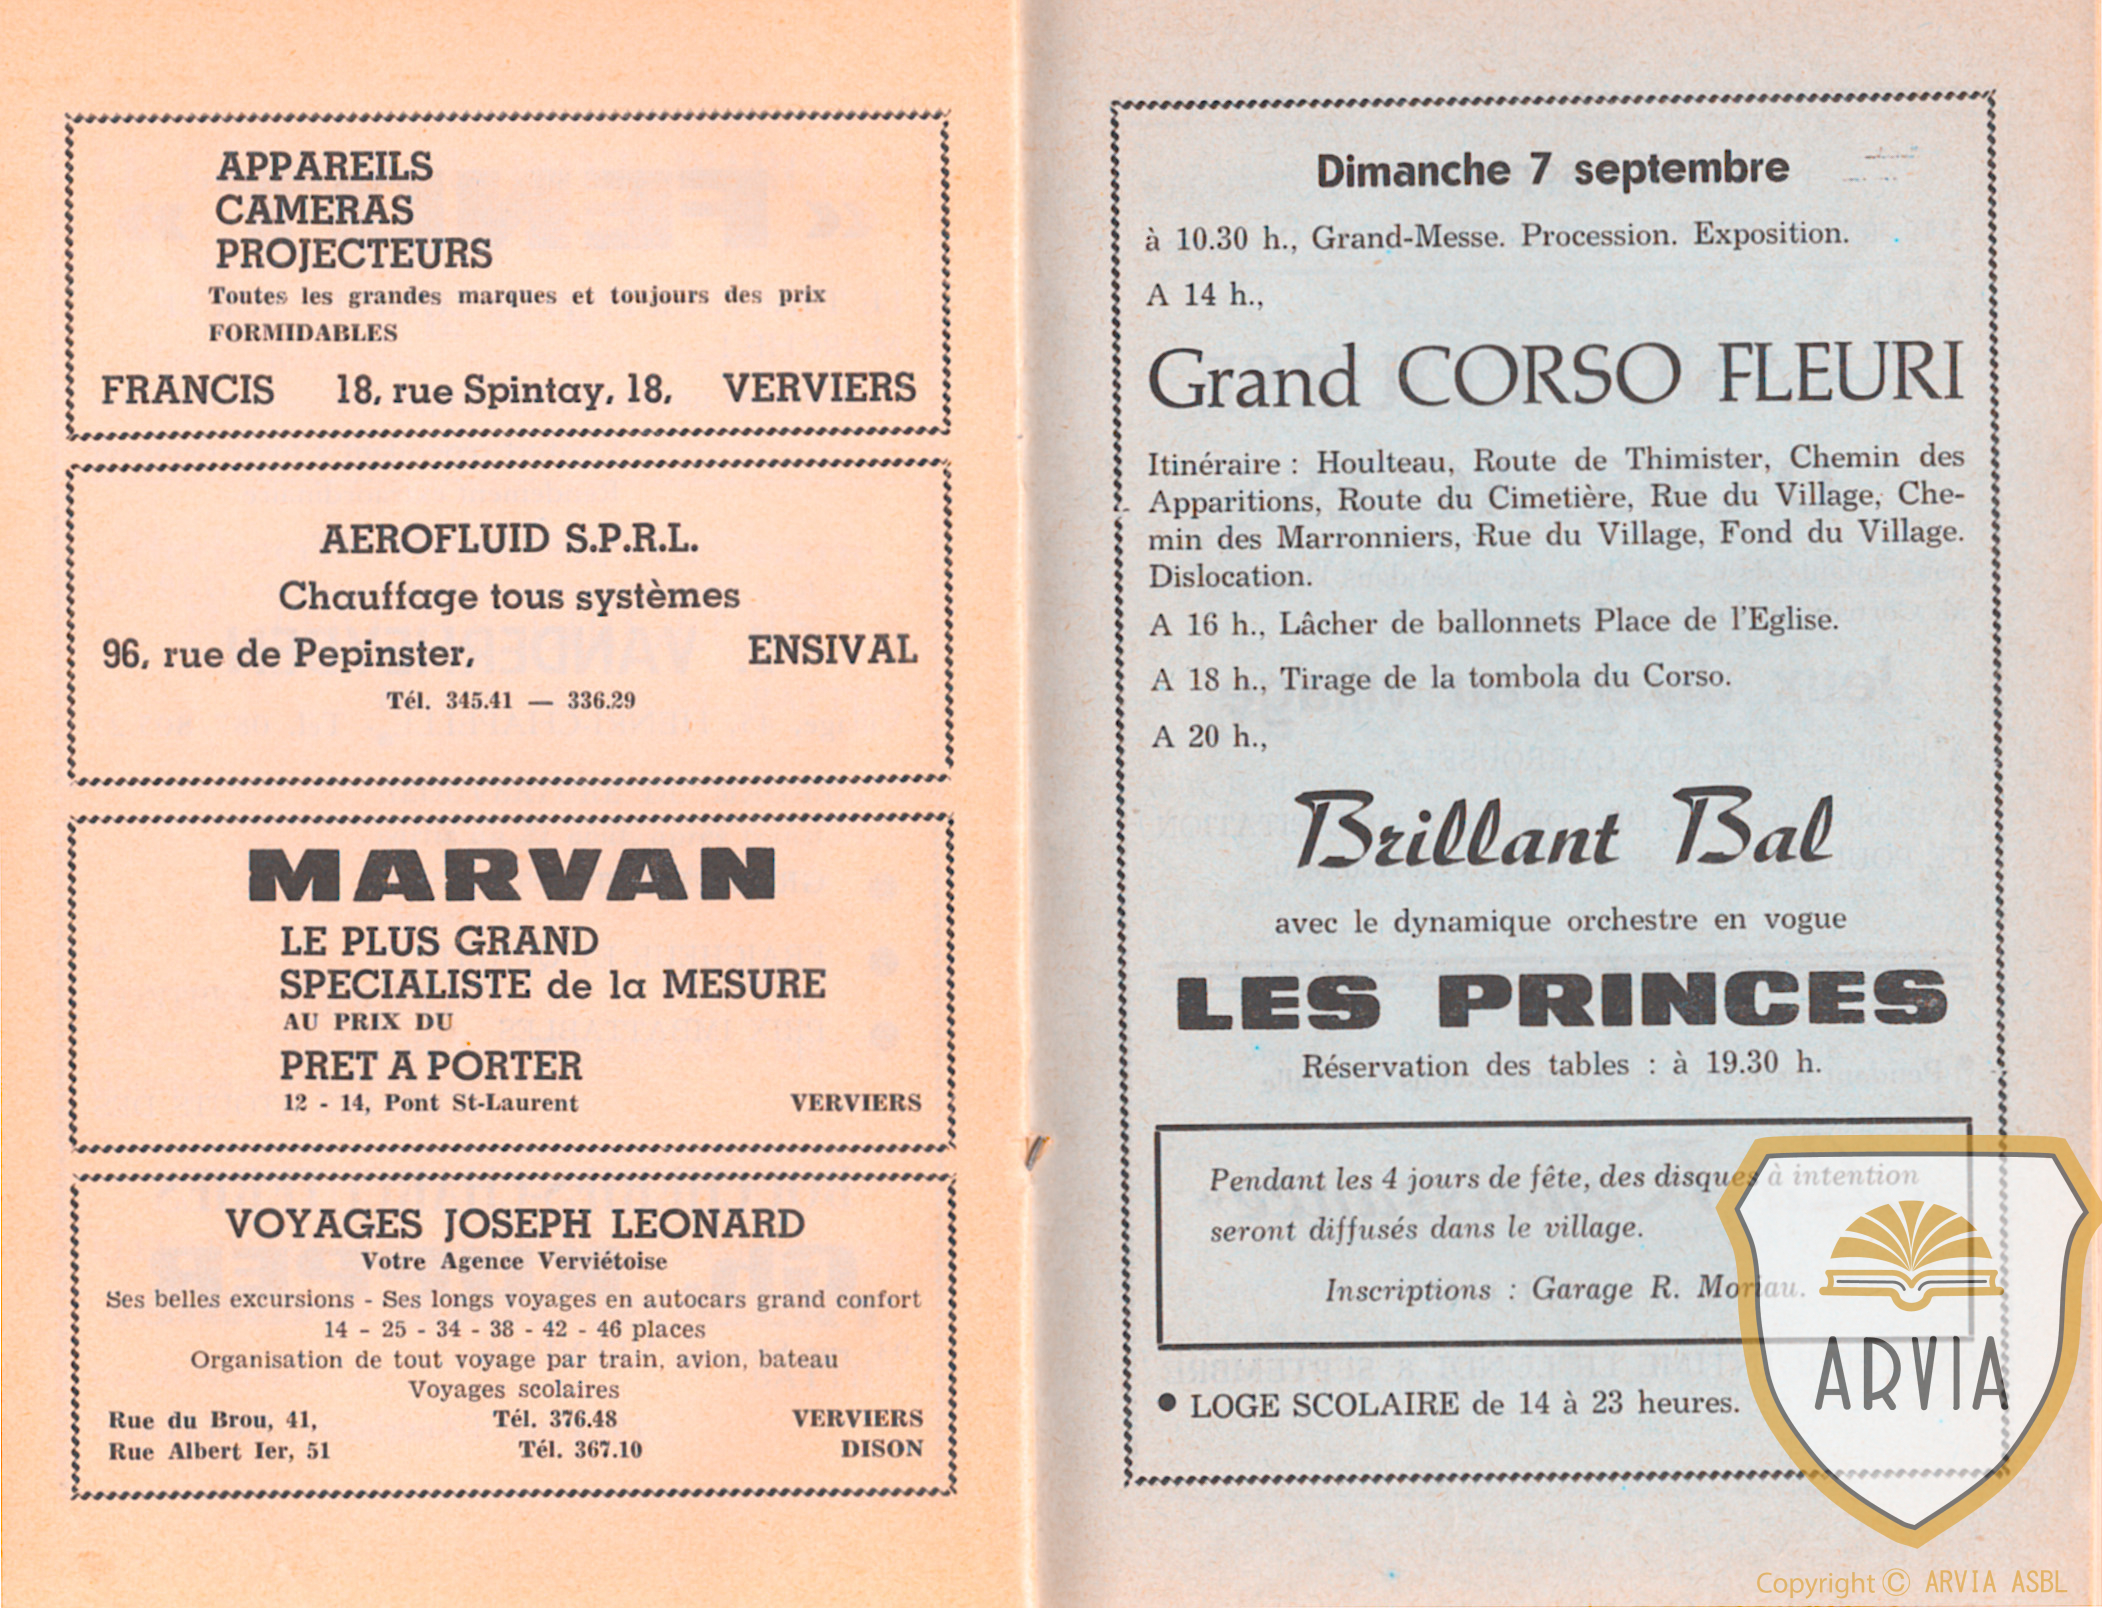 APPAREILS
CAMERAS
PROJECTEURS
Toutes les grandes marques et toujours des prix
FORMIDABLES
FRANCIS 18, rue Spintay, 18, VERVIERS
AEROFLUID S.P.R.L.
Chauffage tous systèmes
96, rue de Pepinster, ENSIVAL
Tél. 345.41 — 336.29
MARVAN
LE PLUS GRAND
SPECIALISTE de la MESURE
AU PRIX DU
PRET A PORTER
12 - 14, Pont St-Laurent VERVIERS
VOYAGES JOSEPH LEONARD
Votre Agence Verviétoise
Ses belles excursions - Ses longs voyages en autocars grand confort
14 - 25 - 34 - 38 - 42 - 46 places
Organisation de tout voyage par train, avion, bateau
Voyages scolaires
Rue du Brou, 41, Tél. 376.48 VERVIERS
Rue Albert Ier, 51 Tél. 367.10 DISON
Dimanche 7 septembre
à 10.30 h., Grand-Messe. Procession. Exposition.
A 14 h.,
Grand CORSO FLEURI
Itinéraire : Houlteau, Route de Thimister, Chemin des
Apparitions, Route du Cimetière, Rue du Village, Che-
min des Marronniers, Rue du Village, Fond du Village.
Dislocation.
A 16 h., Lâcher de ballonnets Place de l'Eglise.
A 18 h., Tirage de la tombola du Corso.
A 20 h.,
Brillant Bal
avec le dynamique orchestre en vogue
LES PRINCES
Réservation des tables : à 19.30 h.
Pendant les 4 jours de fête, des disques à intention
seront diffusés dans le village.
Inscriptions : Garage R. Moriau.
● LOGE SCOLAIRE de 14 à 23 heures.
ARVIA
Copyright © ARVIA ASBL